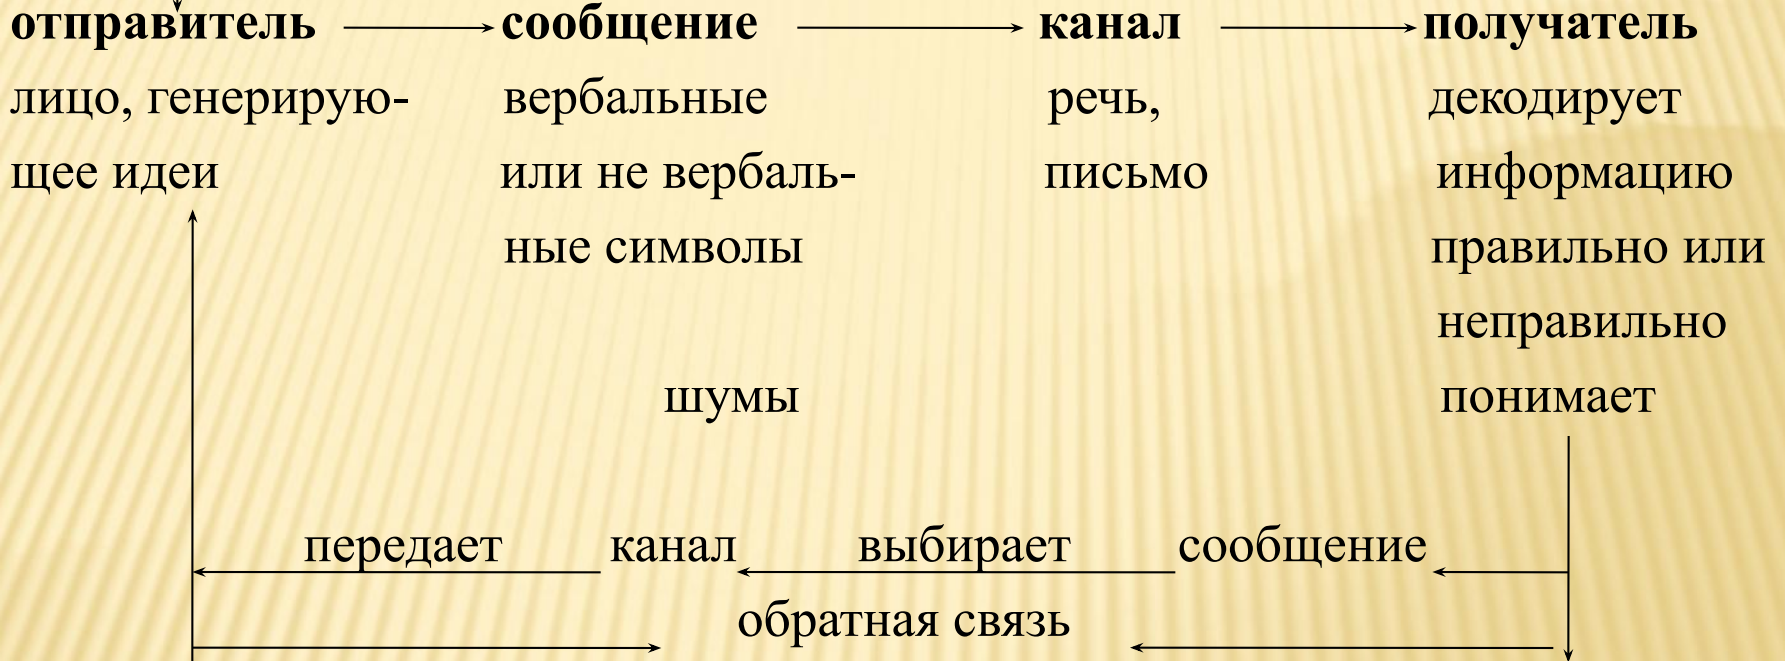 отправитель сообщение канал получатель
лицо, генерирую- вербальные речь, декодирует
щее идеи или не вербаль- письмо информацию
ные символы правильно или
неправильно
шумы понимает
передает канал выбирает сообщение
обратная связь